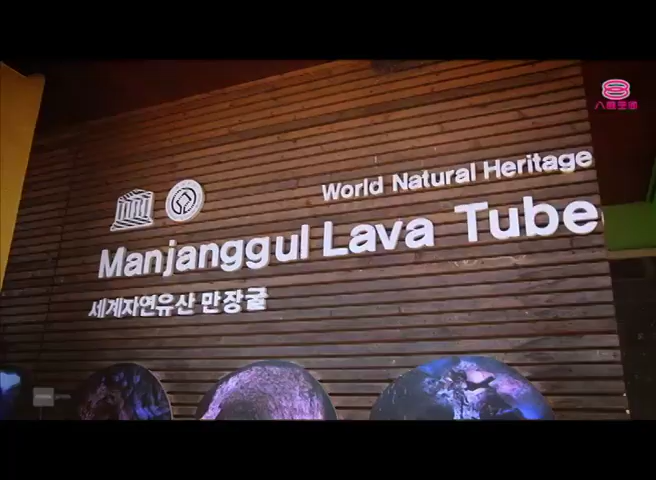 World Natural Heritage
Manjanggul Lava Tube
세계자연유산 만장굴